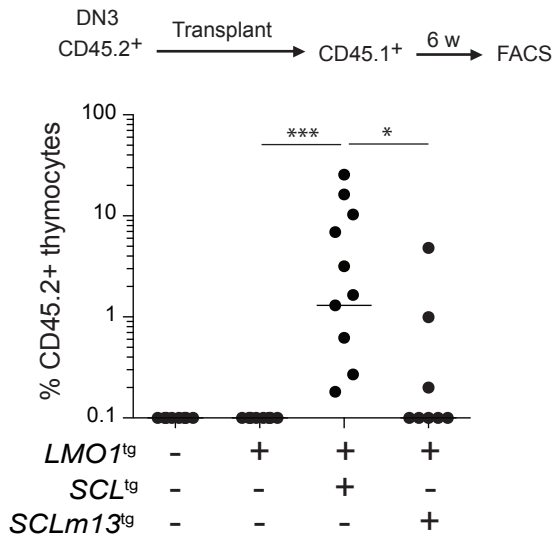 DN3
CD45.2+ Transplant CD45.1+ 6 w FACS
100
*** *
10
1
0.1
% CD45.2+ thymocytes
LMO1tg - + + +
SCLtg - - + -
SCLm13tg - - - +